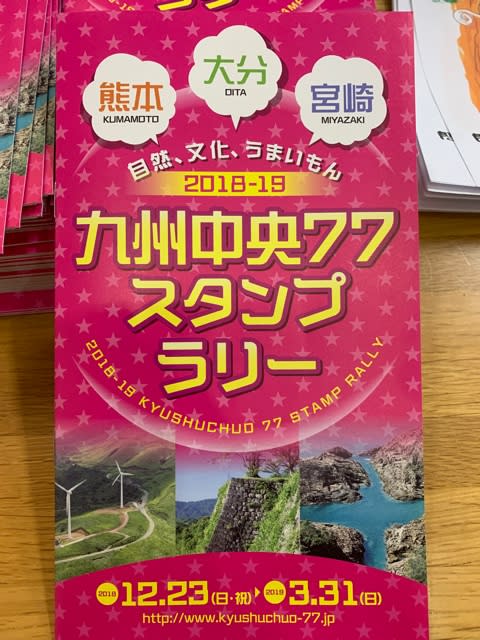 大分
OITA
熊本
KUMAMOTO
宮崎
MIYAZAKI
自然、文化、うまいもん
2018-19
九州中央77
スタンプ
ラリー
2018-19 KYUSHUCHUO 77 STAMP RALLY
2018 12.23(日・祝)▶2019 3.31(日)
http://www.kyushuchuo-77.jp